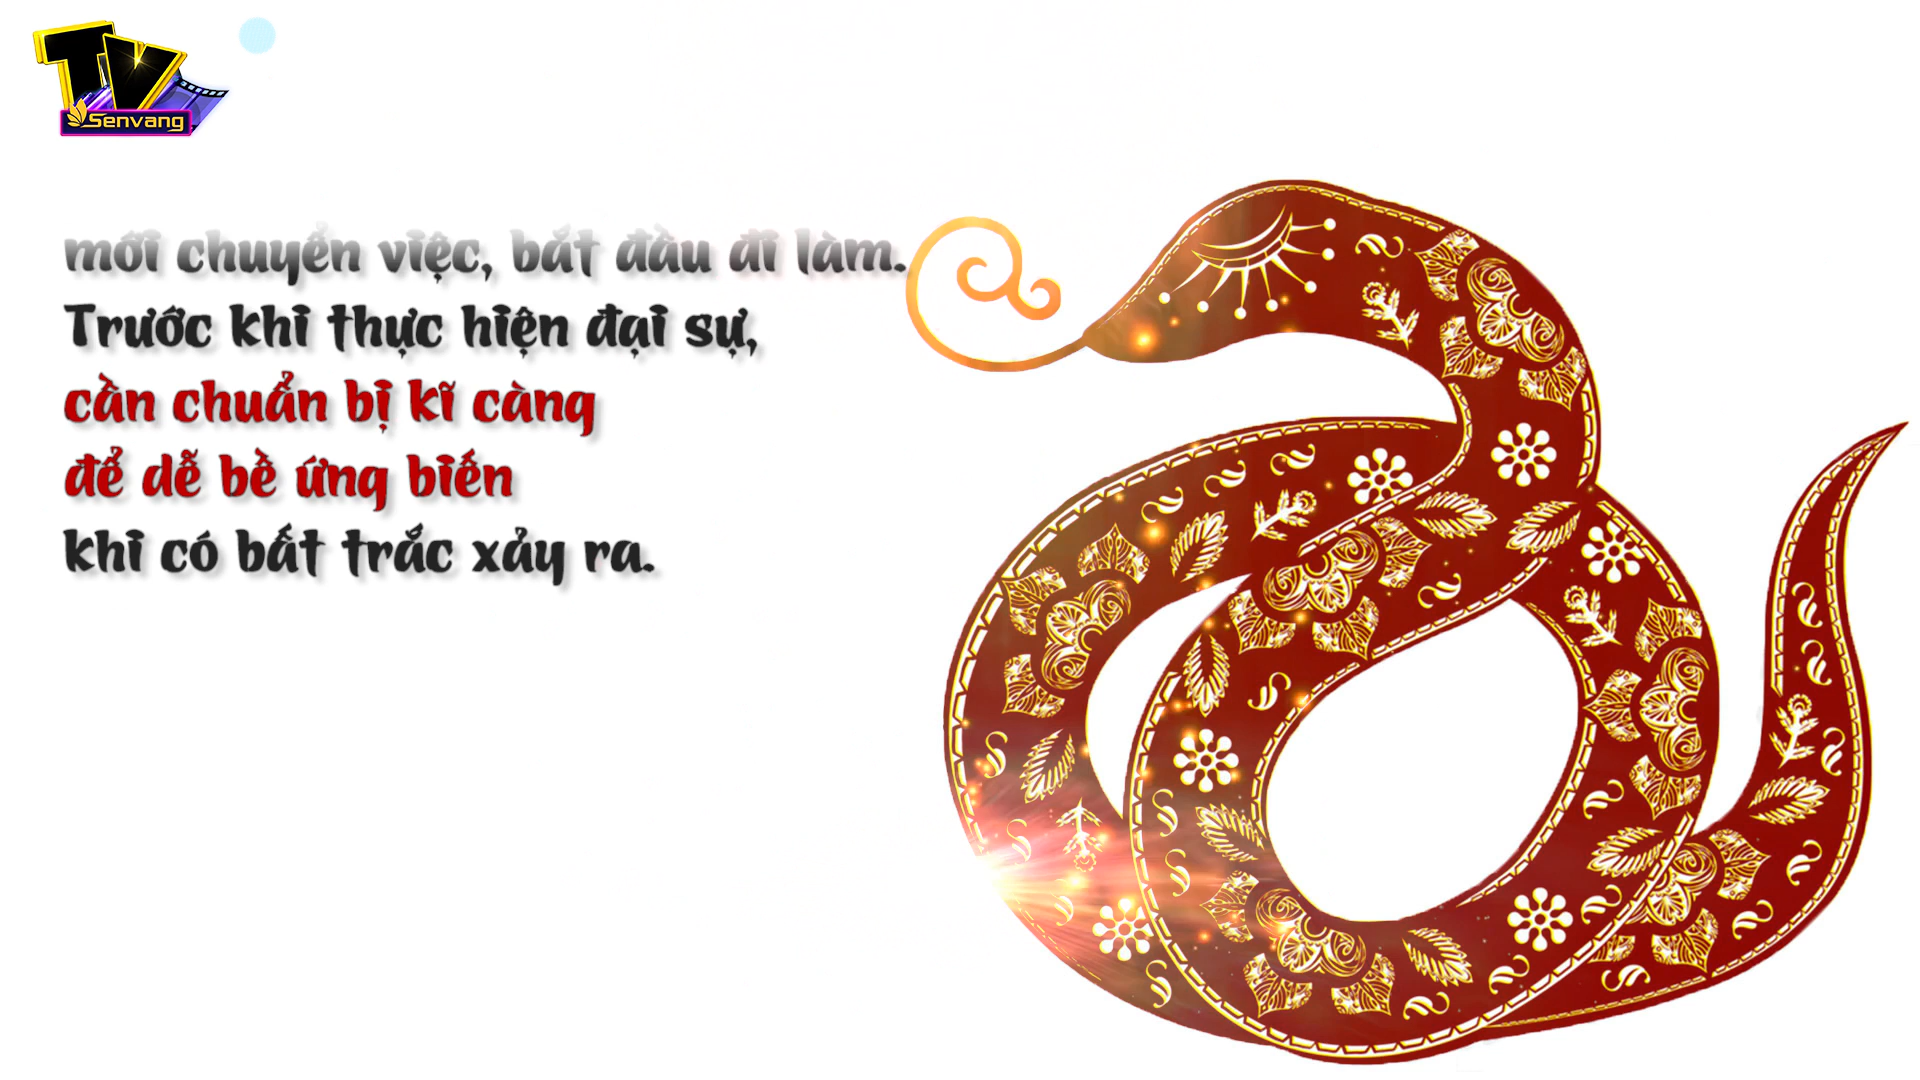 TV
Senvang
mới chuyển việc, bắt đầu đi làm.
Trước khi thực hiện đại sự,
cần chuẩn bị kĩ càng
để dễ bề ứng biến
khi có bất trắc xảy ra.